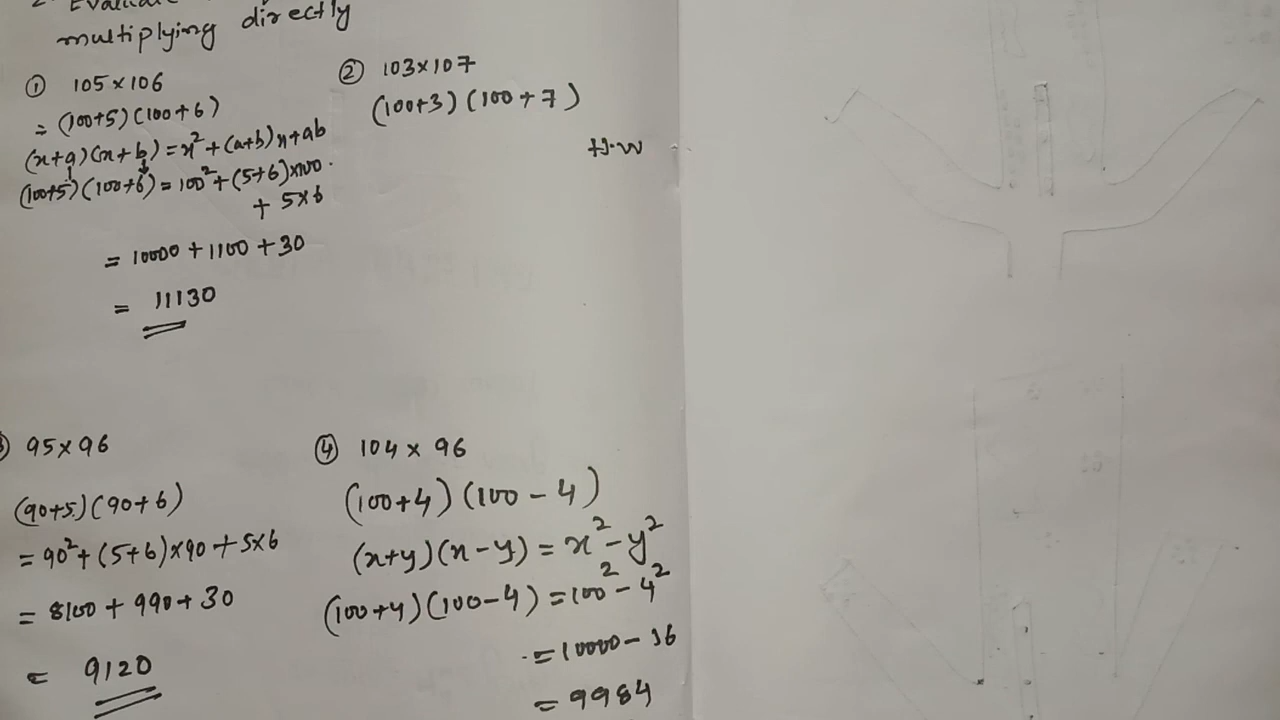 2. Evaluate
multiplying directly
① 105 × 106
= (100+5) (100+6)
(x+a)(x+b) = x² + (a+b)x + ab
(100+5) (100+6) = 100² + (5+6)×100
+ 5×6
= 10000 + 1100 + 30
= 11130
② 103×107
(100+3) (100+7)
H.W
95×96
(90+5) (90+6)
= 90² + (5+6)×90 + 5×6
= 8100 + 990 + 30
= 9120
④ 104 × 96
(100+4) (100-4)
(x+y) (x-y) = x² - y²
(100+4) (100-4) = 100² - 4²
= 10000 - 16
= 9984